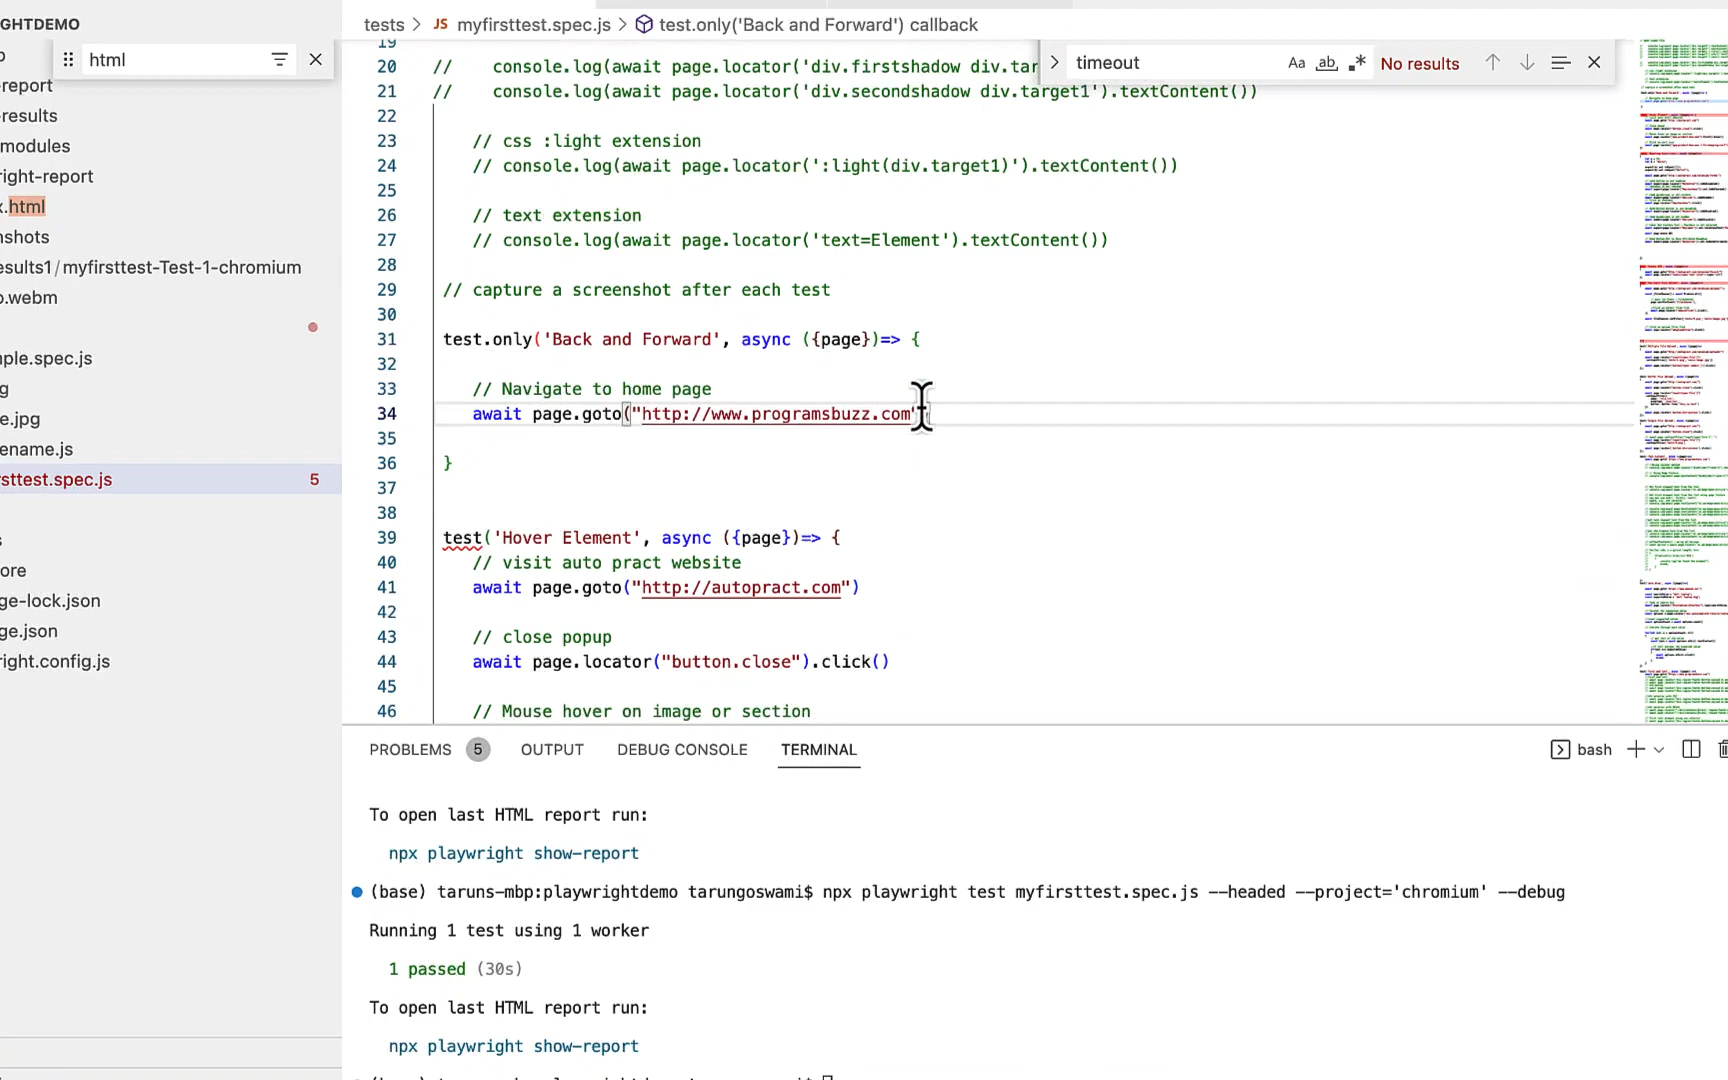 GHTDEMO
html
report
results
modules
right-report
x.html
nshots
esults1/myfirsttest-Test-1-chromium
o.webm
ple.spec.js
g
e.jpg
ename.js
rsttest.spec.js 5
s
ore
ge-lock.json
ge.json
right.config.js
tests > JS myfirsttest.spec.js > test.only('Back and Forward') callback
timeout Aa ab .* No results
19
20 // console.log(await page.locator('div.firstshadow div.tar
21 // console.log(await page.locator('div.secondshadow div.target1').textContent())
22
23 // css :light extension
24 // console.log(await page.locator(':light(div.target1)').textContent())
25
26 // text extension
27 // console.log(await page.locator('text=Element').textContent())
28
29 // capture a screenshot after each test
30
31 test.only('Back and Forward', async ({page})=> {
32
33 // Navigate to home page
34 await page.goto("http://www.programsbuzz.com")
35
36 }
37
38
39 test('Hover Element', async ({page})=> {
40 // visit auto pract website
41 await page.goto("http://autopract.com")
42
43 // close popup
44 await page.locator("button.close").click()
45
46 // Mouse hover on image or section
PROBLEMS 5 OUTPUT DEBUG CONSOLE TERMINAL bash
To open last HTML report run:
npx playwright show-report
(base) taruns-mbp:playwrightdemo tarungoswami$ npx playwright test myfirsttest.spec.js --headed --project='chromium' --debug
Running 1 test using 1 worker
1 passed (30s)
To open last HTML report run:
npx playwright show-report